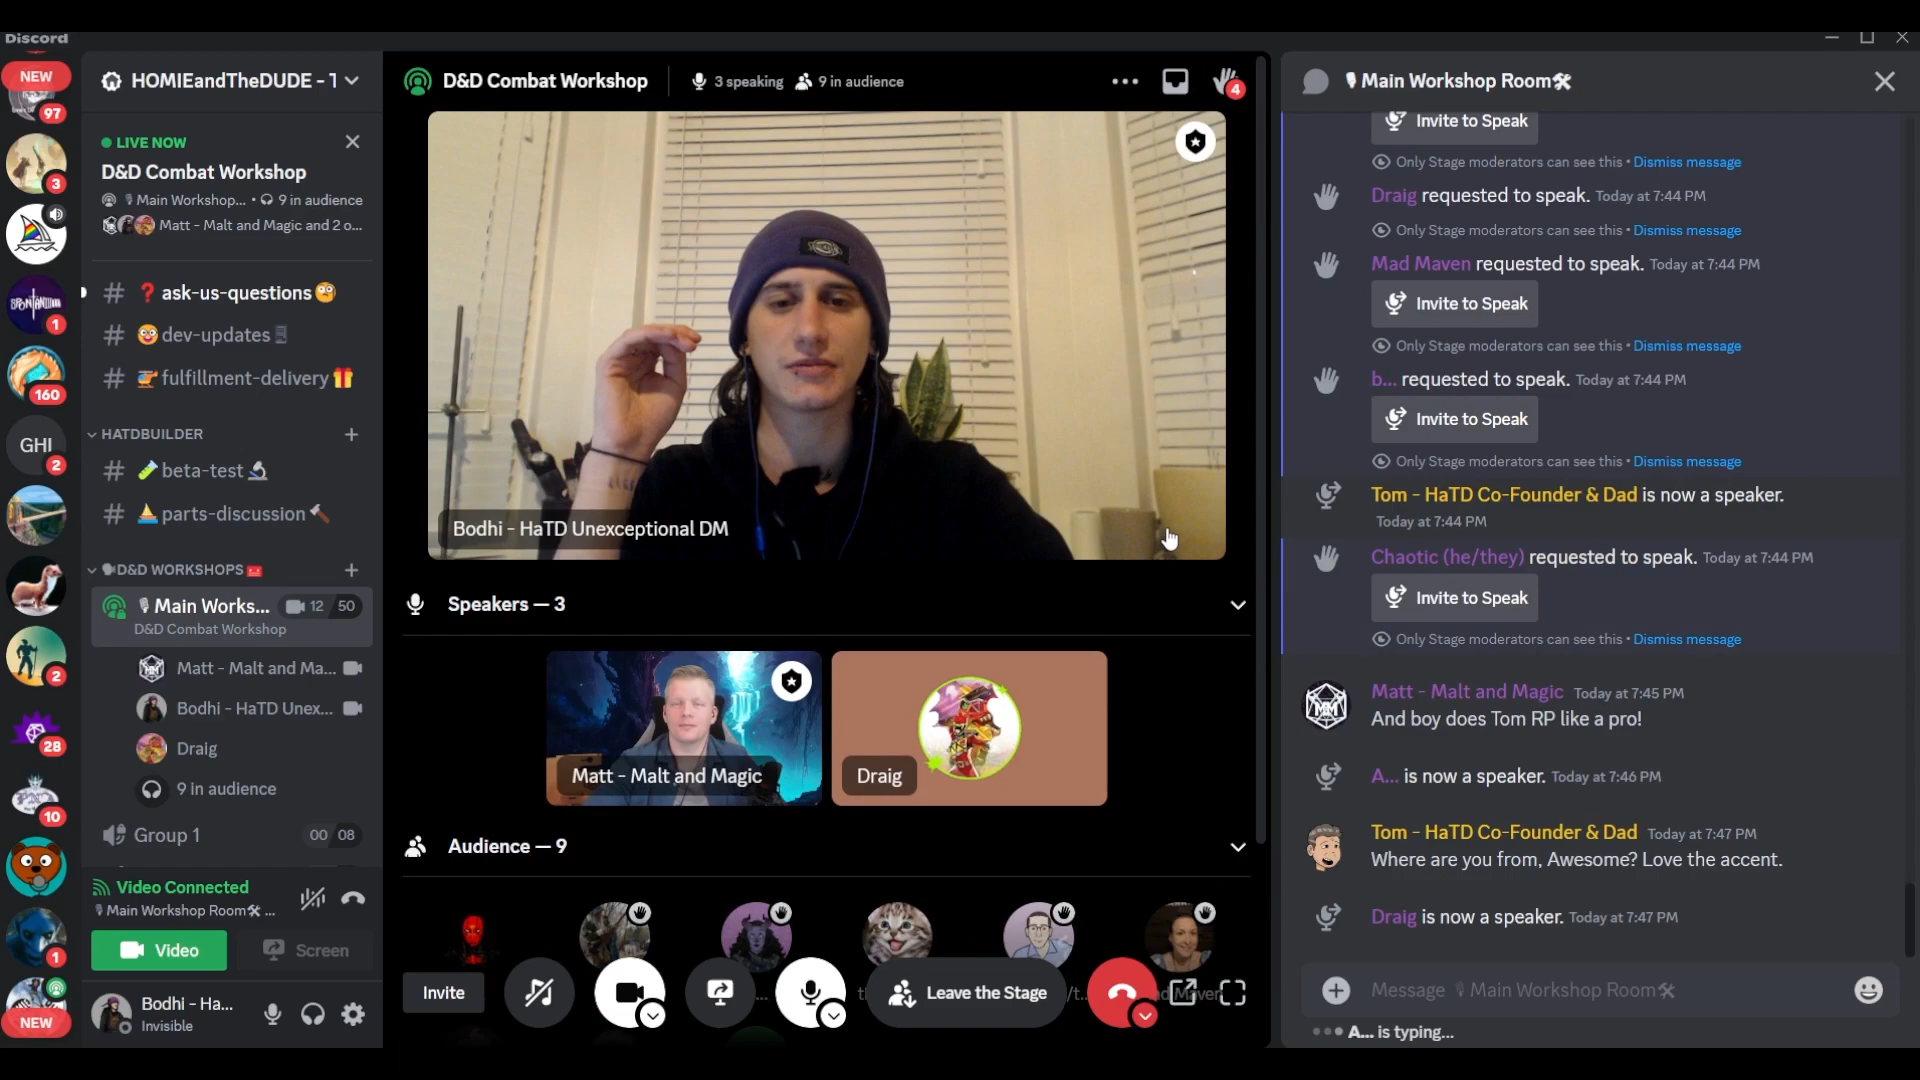 Discord
NEW
97
3
SPONTANIUM
1
160
GHI
2
2
28
10
1
NEW
HOMIEandTheDUDE - T
LIVE NOW
D&D Combat Workshop
Main Workshop... • 9 in audience
Matt - Malt and Magic and 2 o...
# ❓ask-us-questions🧐
# dev-updates
# fulfillment-delivery🎁
HATDBUILDER
# 🧪beta-test🔬
# ⛵parts-discussion🔨
🗣D&D WORKSHOPS🧰
🎙Main Works... 12 50
D&D Combat Workshop
Matt - Malt and Ma...
Bodhi - HaTD Unex...
Draig
9 in audience
Group 1 00 08
Video Connected
🎙Main Workshop Room🛠 ...
Video
Screen
Bodhi - Ha...
Invisible
D&D Combat Workshop
3 speaking 9 in audience
4
Bodhi - HaTD Unexceptional DM
Speakers — 3
Matt - Malt and Magic
MM
Draig
Audience — 9
Invite
Leave the Stage
🎙Main Workshop Room🛠
Invite to Speak
Only Stage moderators can see this • Dismiss message
Draig requested to speak. Today at 7:44 PM
Only Stage moderators can see this • Dismiss message
Mad Maven requested to speak. Today at 7:44 PM
Invite to Speak
Only Stage moderators can see this • Dismiss message
b... requested to speak. Today at 7:44 PM
Invite to Speak
Only Stage moderators can see this • Dismiss message
Tom - HaTD Co-Founder & Dad is now a speaker.
Today at 7:44 PM
Chaotic (he/they) requested to speak. Today at 7:44 PM
Invite to Speak
Only Stage moderators can see this • Dismiss message
Matt - Malt and Magic Today at 7:45 PM
And boy does Tom RP like a pro!
A... is now a speaker. Today at 7:46 PM
Tom - HaTD Co-Founder & Dad Today at 7:47 PM
Where are you from, Awesome? Love the accent.
Draig is now a speaker. Today at 7:47 PM
Message 🎙Main Workshop Room🛠
A... is typing...